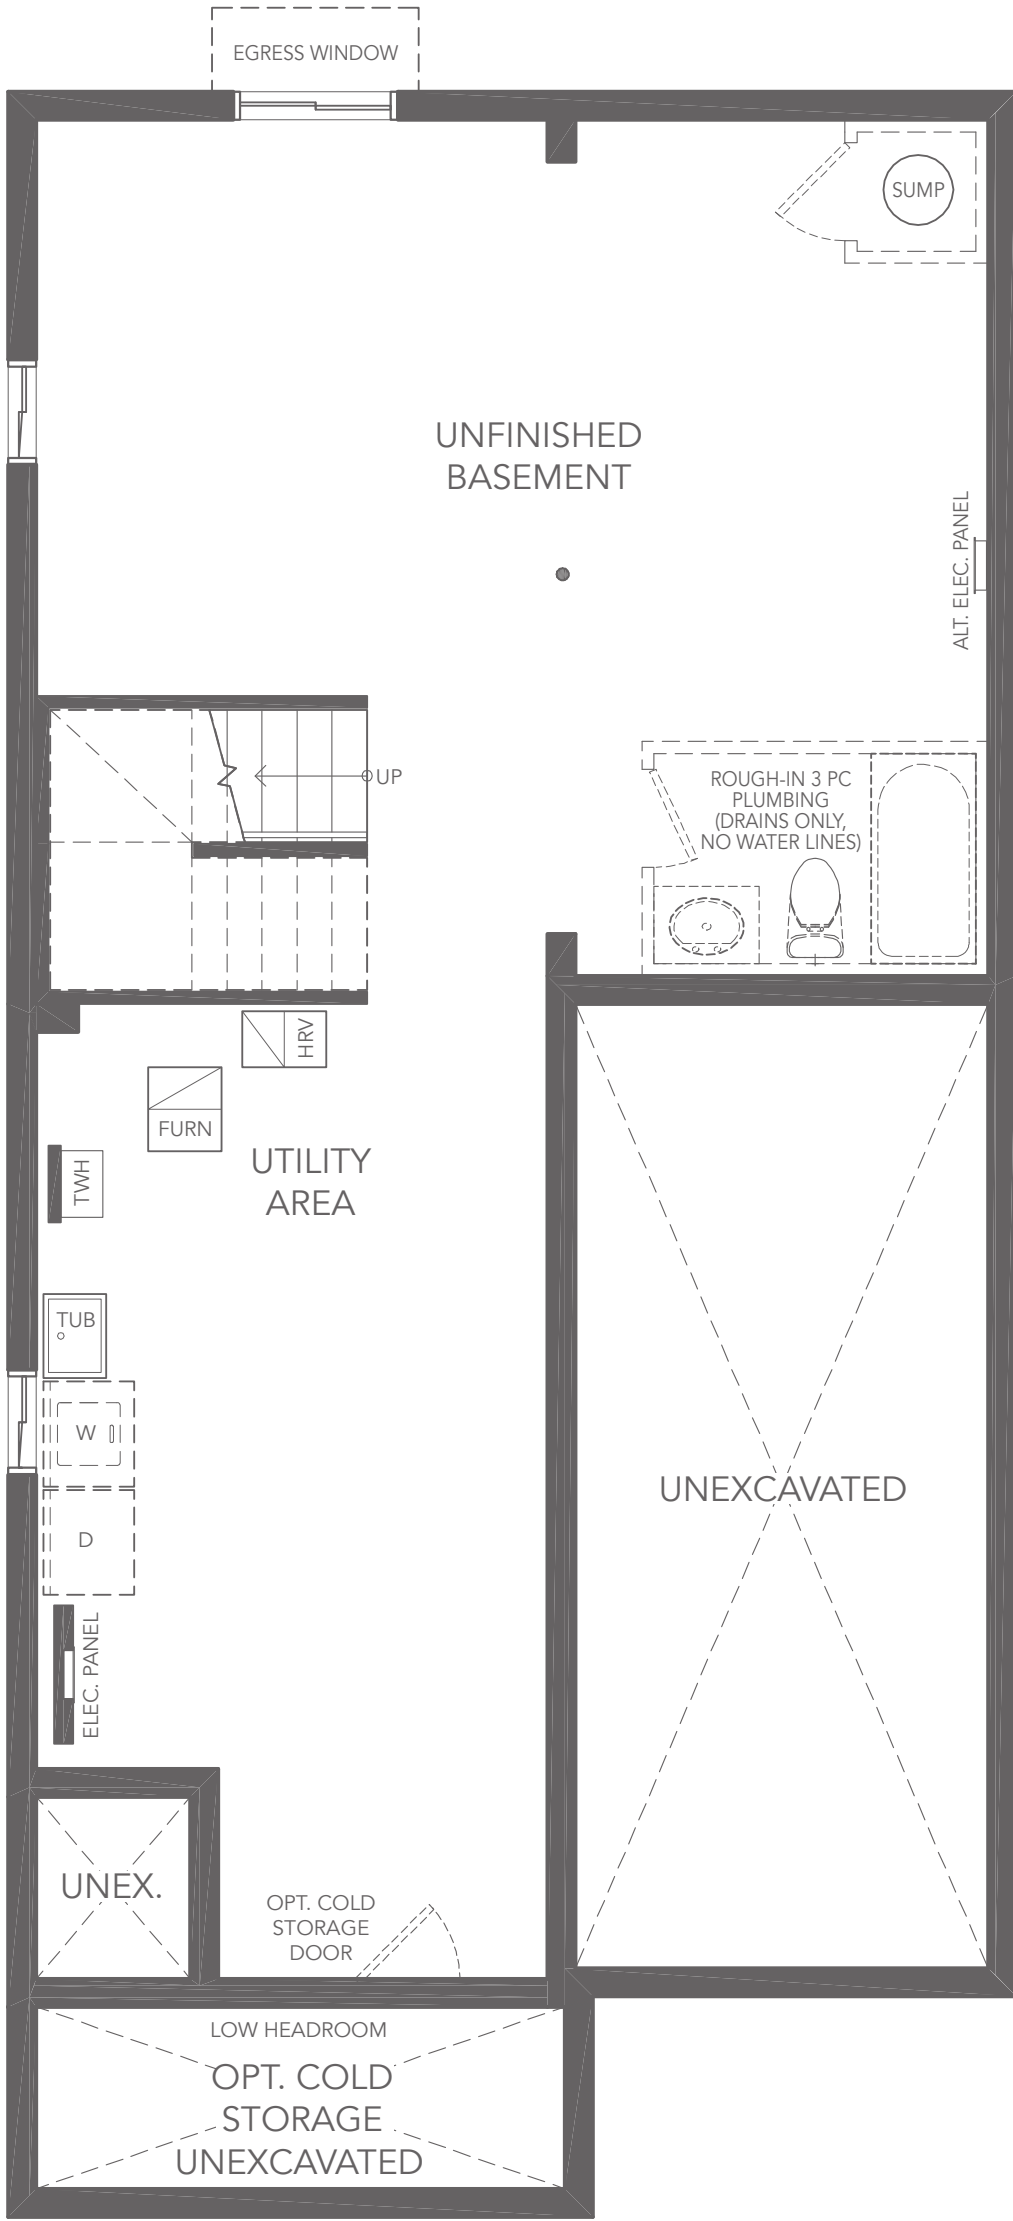 EGRESS WINDOW
SUMP
UNFINISHED
BASEMENT
ALT. ELEC. PANEL
UP
ROUGH-IN 3 PC
PLUMBING
(DRAINS ONLY,
NO WATER LINES)
HRV
FURN
UTILITY
AREA
TWH
TUB
W
D
UNEXCAVATED
ELEC. PANEL
UNEX.
OPT. COLD
STORAGE
DOOR
LOW HEADROOM
OPT. COLD
STORAGE
UNEXCAVATED